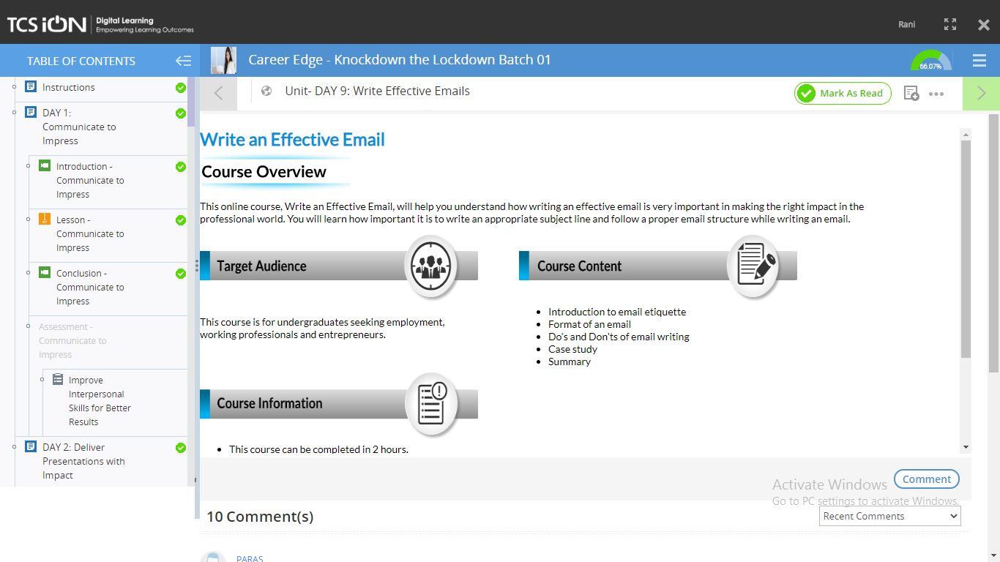 TCS iON
Digital Learning
Empowering Learning Outcomes
Rani
TABLE OF CONTENTS
Career Edge - Knockdown the Lockdown Batch 01
66.07%
Instructions
DAY 1:
Communicate to
Impress
Introduction -
Communicate to
Impress
Lesson -
Communicate to
Impress
Conclusion -
Communicate to
Impress
Assessment -
Communicate to
Impress
Improve
Interpersonal
Skills for Better
Results
DAY 2: Deliver
Presentations with
Impact
Unit- DAY 9: Write Effective Emails
Mark As Read
Write an Effective Email
Course Overview
This online course, Write an Effective Email, will help you understand how writing an effective email is very important in making the right impact in the
professional world. You will learn how important it is to write an appropriate subject line and follow a proper email structure while writing an email.
Target Audience
This course is for undergraduates seeking employment,
working professionals and entrepreneurs.
Course Content
Introduction to email etiquette
Format of an email
Do's and Don'ts of email writing
Case study
Summary
Course Information
This course can be completed in 2 hours.
Comment
Activate Windows
Go to PC settings to activate Windows.
10 Comment(s)
Recent Comments
PARAS